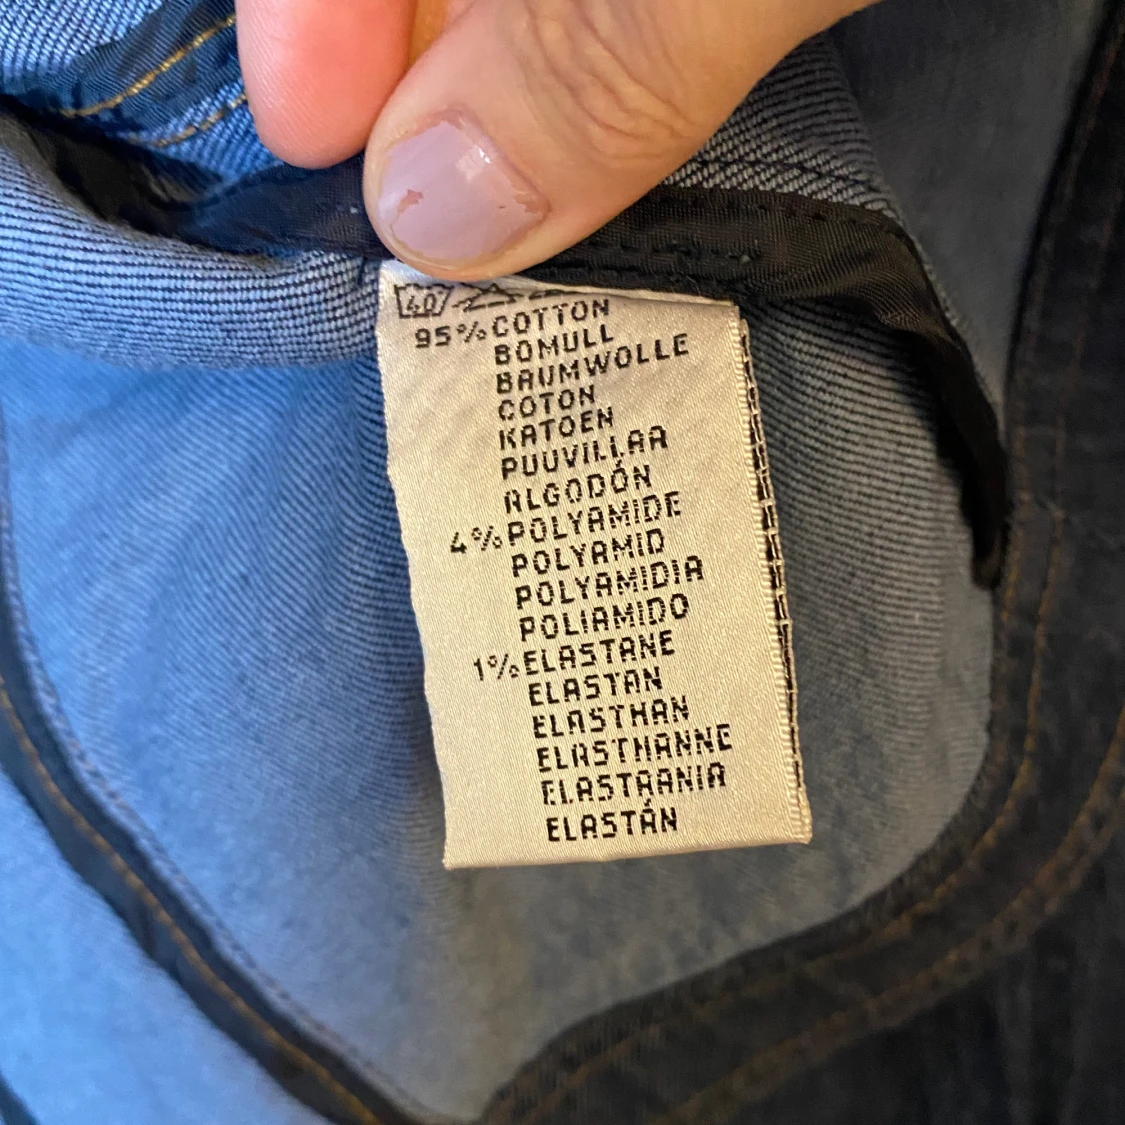 40
95% COTTON
BOMULL
BAUMWOLLE
COTON
KATOEN
PUUVILLAA
ALGODÓN
4% POLYAMIDE
POLYAMID
POLYAMIDIA
POLIAMIDO
1% ELASTANE
ELASTAN
ELASTHAN
ELASTHANNE
ELASTAANIA
ELASTÁN